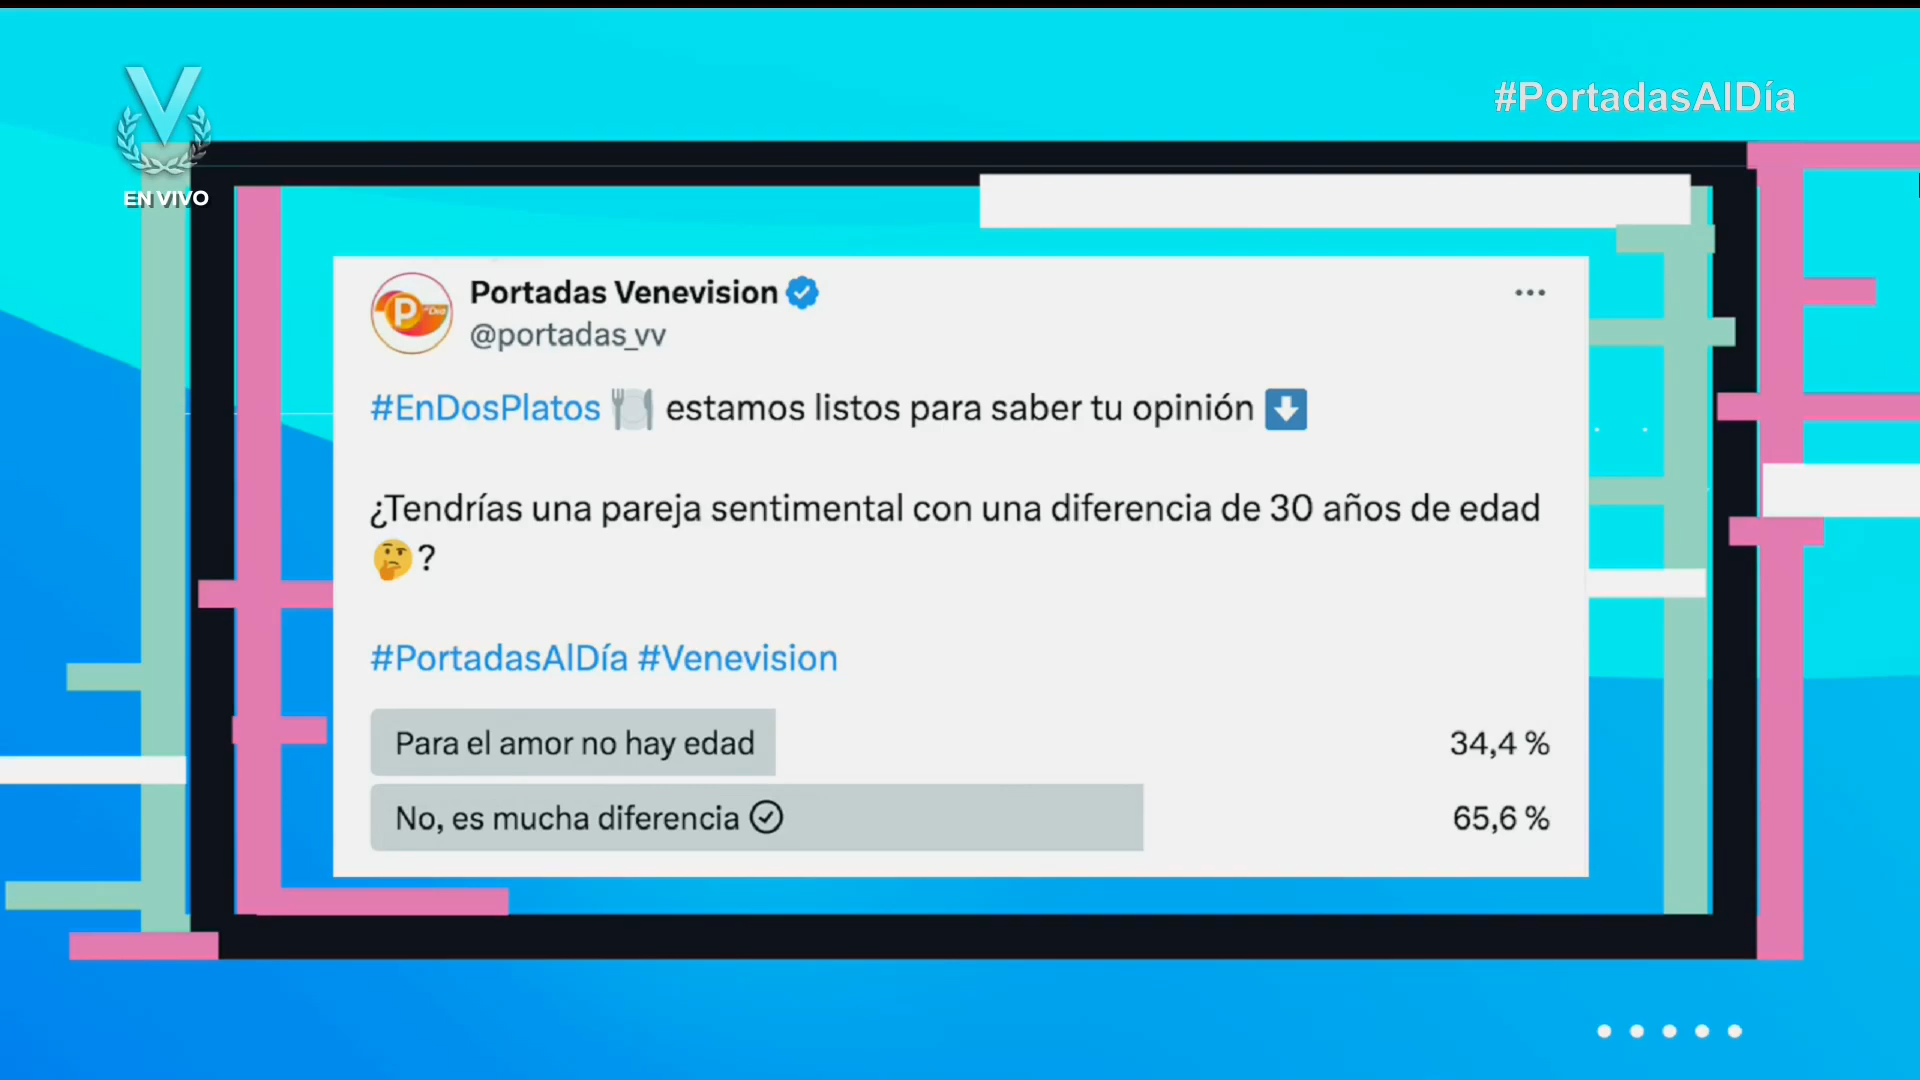 V
EN VIVO
#PortadasAlDía
Portadas Venevision
@portadas_vv
P
#EnDosPlatos 🍽️ estamos listos para saber tu opinión ⬇️
¿Tendrías una pareja sentimental con una diferencia de 30 años de edad
🤔?
#PortadasAlDía #Venevision
Para el amor no hay edad 34,4 %
No, es mucha diferencia 65,6 %